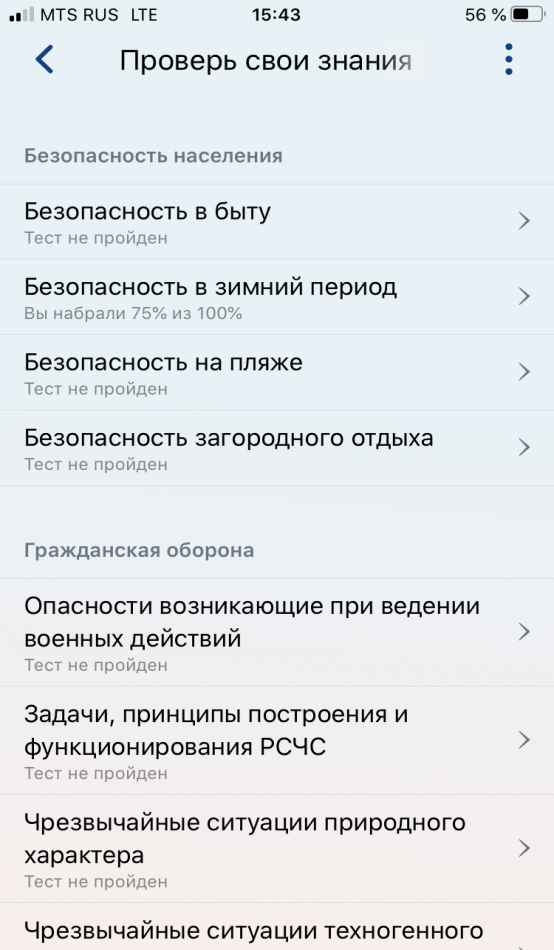 MTS RUS LTE 15:43 56 %
Проверь свои знания
Безопасность населения
Безопасность в быту
Тест не пройден
Безопасность в зимний период
Вы набрали 75% из 100%
Безопасность на пляже
Тест не пройден
Безопасность загородного отдыха
Тест не пройден
Гражданская оборона
Опасности возникающие при ведении
военных действий
Тест не пройден
Задачи, принципы построения и
функционирования РСЧС
Тест не пройден
Чрезвычайные ситуации природного
характера
Тест не пройден
Чрезвычайные ситуации техногенного